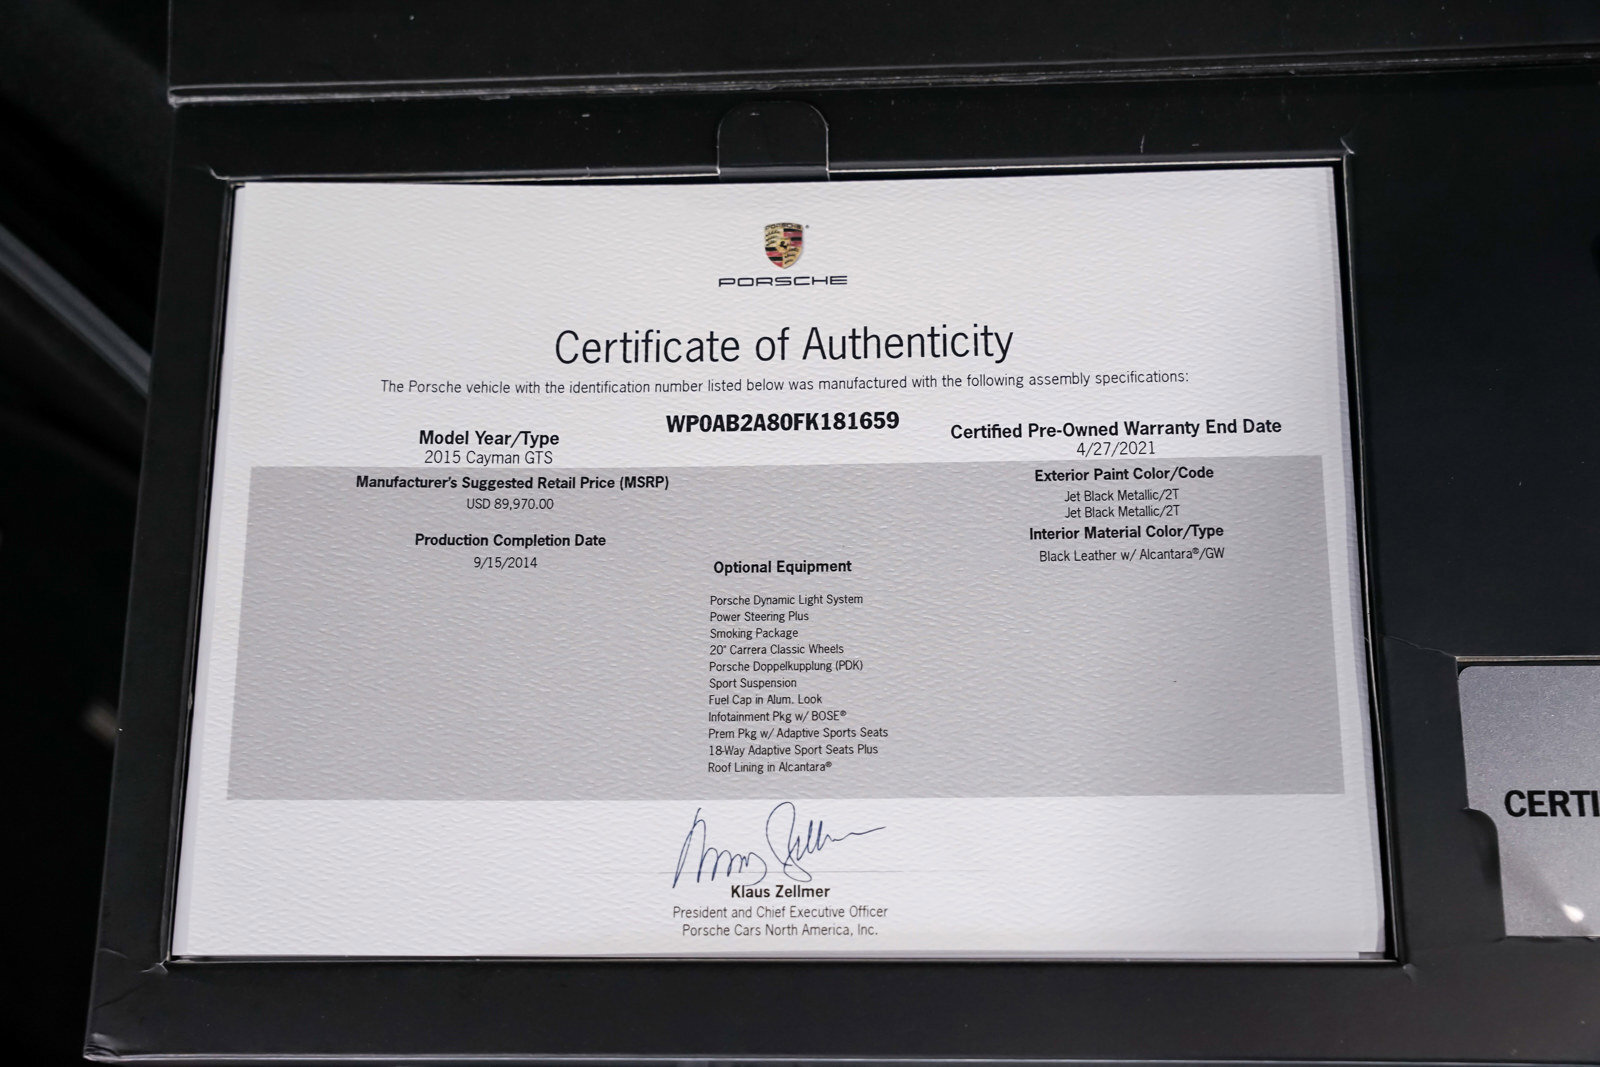 PORSCHE
Certificate of Authenticity
The Porsche vehicle with the identification number listed below was manufactured with the following assembly specifications:
WP0AB2A80FK181659
Model Year/Type
2015 Cayman GTS
Certified Pre-Owned Warranty End Date
4/27/2021
Manufacturer's Suggested Retail Price (MSRP)
USD 89,970.00
Exterior Paint Color/Code
Jet Black Metallic/2T
Jet Black Metallic/2T
Production Completion Date
9/15/2014
Interior Material Color/Type
Black Leather w/ Alcantara®/GW
Optional Equipment
Porsche Dynamic Light System
Power Steering Plus
Smoking Package
20" Carrera Classic Wheels
Porsche Doppelkupplung (PDK)
Sport Suspension
Fuel Cap in Alum. Look
Infotainment Pkg w/ BOSE®
Prem Pkg w/ Adaptive Sports Seats
18-Way Adaptive Sport Seats Plus
Roof Lining in Alcantara®
Klaus Zellmer
President and Chief Executive Officer
Porsche Cars North America, Inc.
CERTI